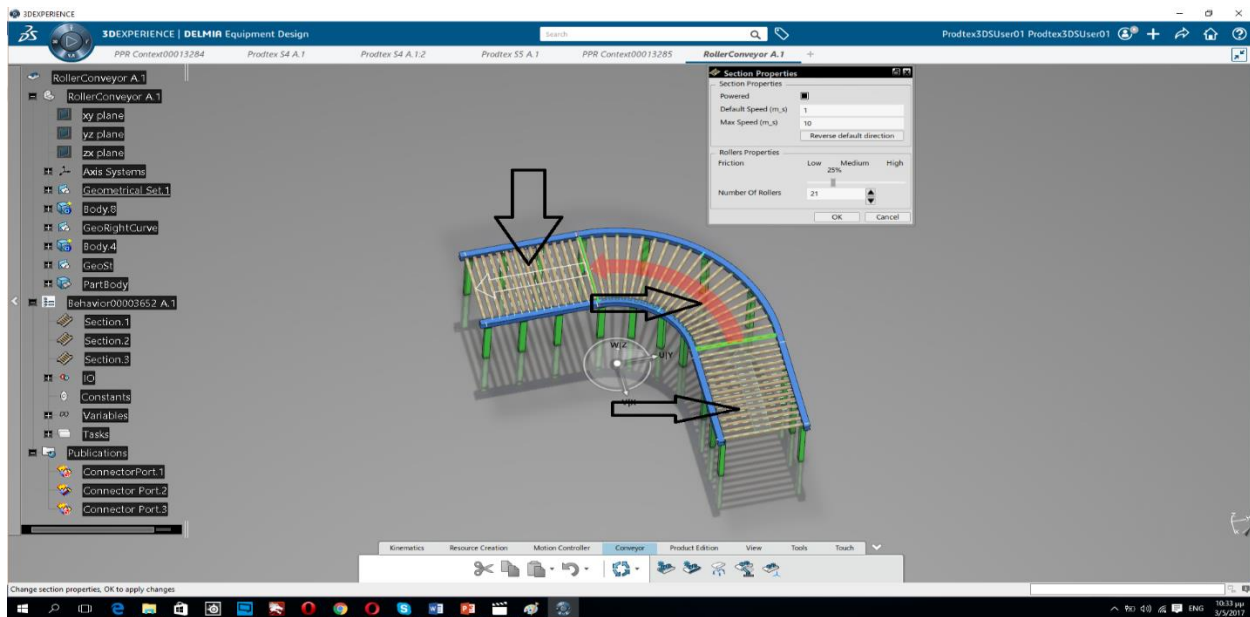 3DEXPERIENCE
3DEXPERIENCE | DELMIA Equipment Design
Search
Prodtex3DSUser01 Prodtex3DSUser01
PPR Context00013284
Prodtex S4 A.1
Prodtex S4 A.1.2
Prodtex S5 A.1
PPR Context00013285
RollerConveyor A.1
RollerConveyor A.1
RollerConveyor A.1
xy plane
yz plane
zx plane
Axis Systems
Geometrical Set.1
Body.8
GeoRightCurve
Body.4
GeoSt
PartBody
Behavior00003652 A.1
Section.1
Section.2
Section.3
IO
Constants
Variables
Tasks
Publications
ConnectorPort.1
Connector Port.2
Connector Port.3
Section Properties
Section Properties
Powered
Default Speed (m_s) 1
Max Speed (m_s) 10
Reverse default direction
Rollers Properties
Friction Low Medium High
25%
Number Of Rollers 21
OK Cancel
W|Z
U|Y
V|X
Kinematics Resource Creation Motion Controller Conveyor Product Edition View Tools Touch
Change section properties, OK to apply changes
ENG
10:33 μμ
3/5/2017